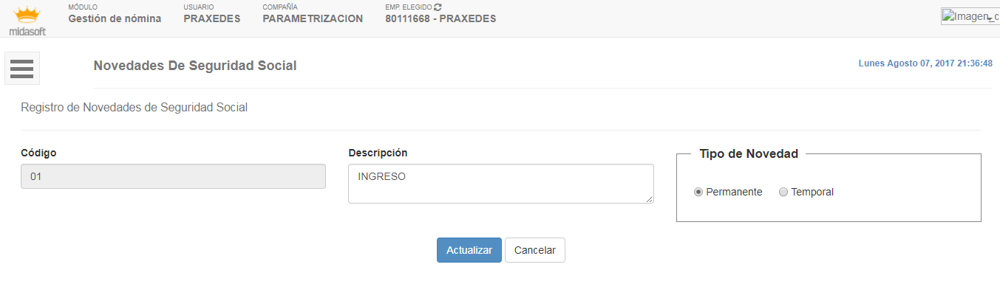 midasoft
MÓDULO
Gestión de nómina
USUARIO
PRAXEDES
COMPAÑÍA
PARAMETRIZACION
EMP. ELEGIDO
80111668 - PRAXEDES
Imagen_c
Novedades De Seguridad Social
Lunes Agosto 07, 2017 21:36:48
Registro de Novedades de Seguridad Social
Código
01
Descripción
INGRESO
Tipo de Novedad
Permanente
Temporal
Actualizar
Cancelar